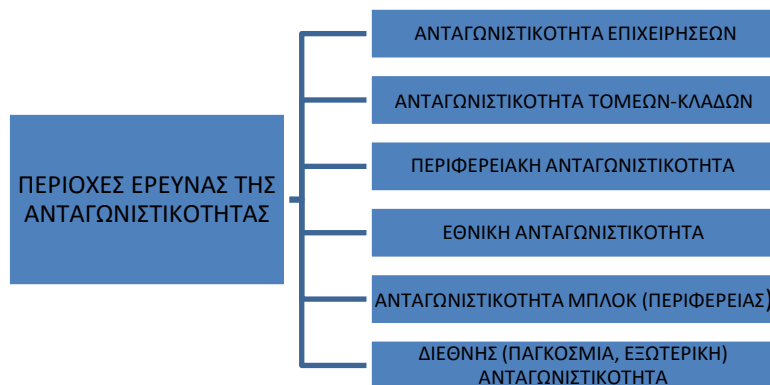 ΠΕΡΙΟΧΕΣ ΕΡΕΥΝΑΣ ΤΗΣ
ΑΝΤΑΓΩΝΙΣΤΙΚΟΤΗΤΑΣ
ΑΝΤΑΓΩΝΙΣΤΙΚΟΤΗΤΑ ΕΠΙΧΕΙΡΗΣΕΩΝ
ΑΝΤΑΓΩΝΙΣΤΙΚΟΤΗΤΑ ΤΟΜΕΩΝ-ΚΛΑΔΩΝ
ΠΕΡΙΦΕΡΕΙΑΚΗ ΑΝΤΑΓΩΝΙΣΤΙΚΟΤΗΤΑ
ΕΘΝΙΚΗ ΑΝΤΑΓΩΝΙΣΤΙΚΟΤΗΤΑ
ΑΝΤΑΓΩΝΙΣΤΙΚΟΤΗΤΑ ΜΠΛΟΚ (ΠΕΡΙΦΕΡΕΙΑΣ)
ΔΙΕΘΝΗΣ (ΠΑΓΚΟΣΜΙΑ, ΕΞΩΤΕΡΙΚΗ)
ΑΝΤΑΓΩΝΙΣΤΙΚΟΤΗΤΑ